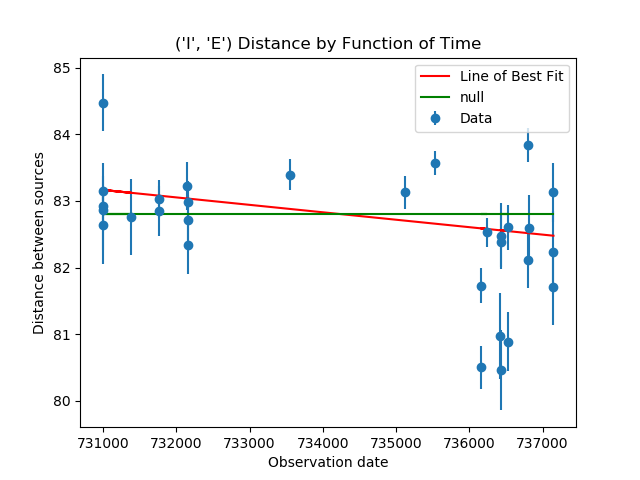 ('I', 'E') Distance by Function of Time
Line of Best Fit
null
Data
Distance between sources
85
84
83
82
81
80
731000 732000 733000 734000 735000 736000 737000
Observation date